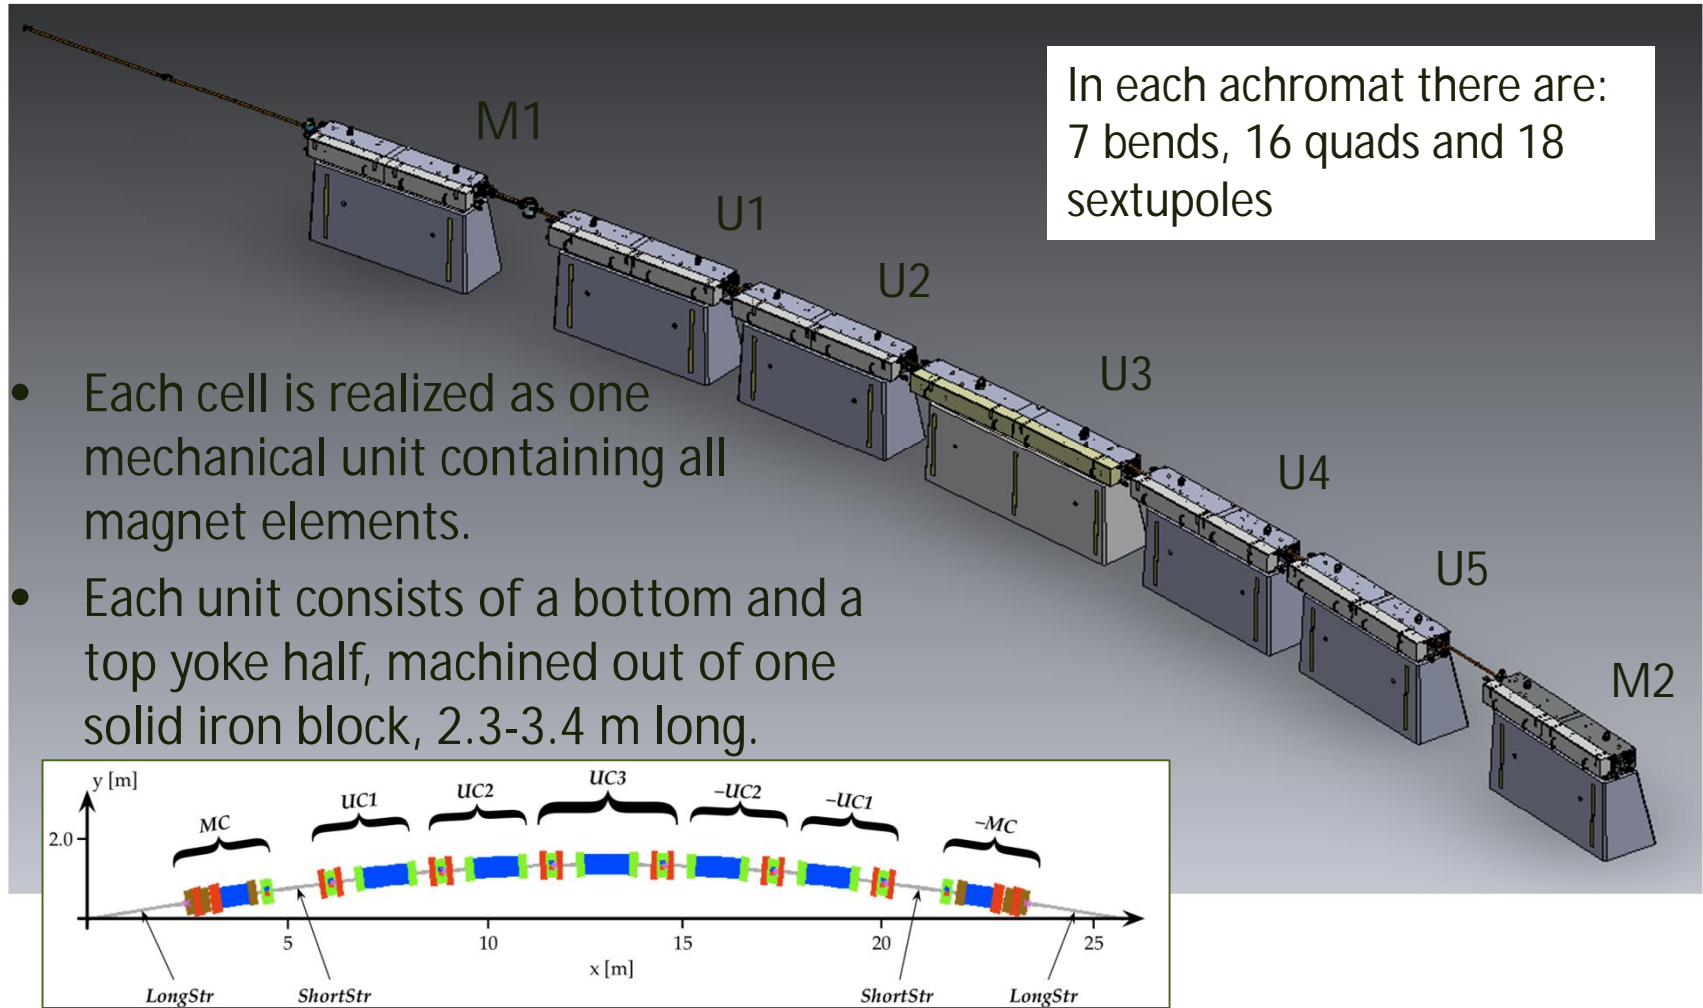 In each achromat there are:
7 bends, 16 quads and 18
sextupoles
M1
U1
U2
U3
U4
U5
M2
• Each cell is realized as one
mechanical unit containing all
magnet elements.
• Each unit consists of a bottom and a
top yoke half, machined out of one
solid iron block, 2.3-3.4 m long.
y [m]
2.0
MC
UC1
UC2
UC3
–UC2
–UC1
–MC
5
10
15
20
25
x [m]
LongStr
ShortStr
ShortStr
LongStr